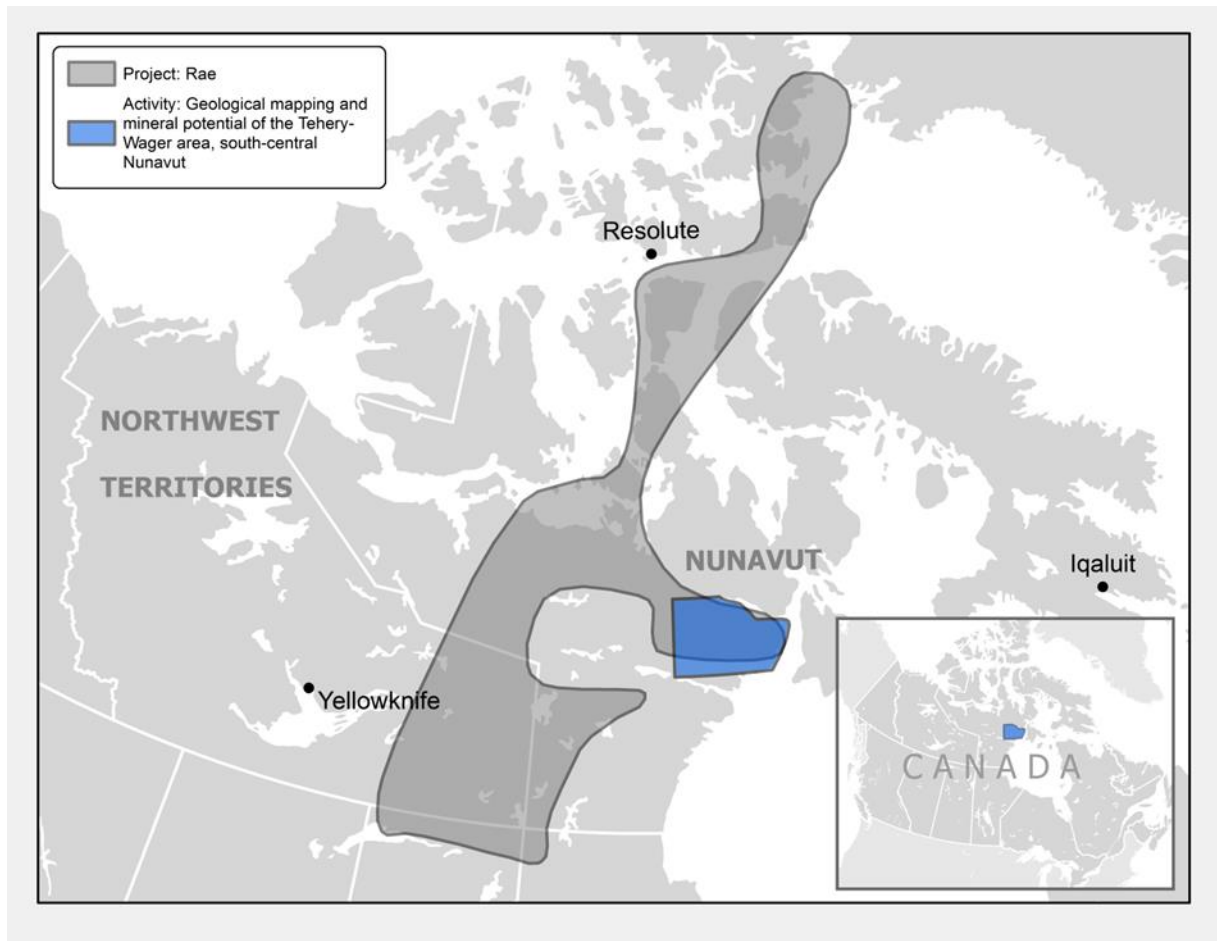 Project: Rae
Activity: Geological mapping and
mineral potential of the Tehery-
Wager area, south-central
Nunavut
Resolute
NORTHWEST
TERRITORIES
NUNAVUT
Iqaluit
Yellowknife
CANADA